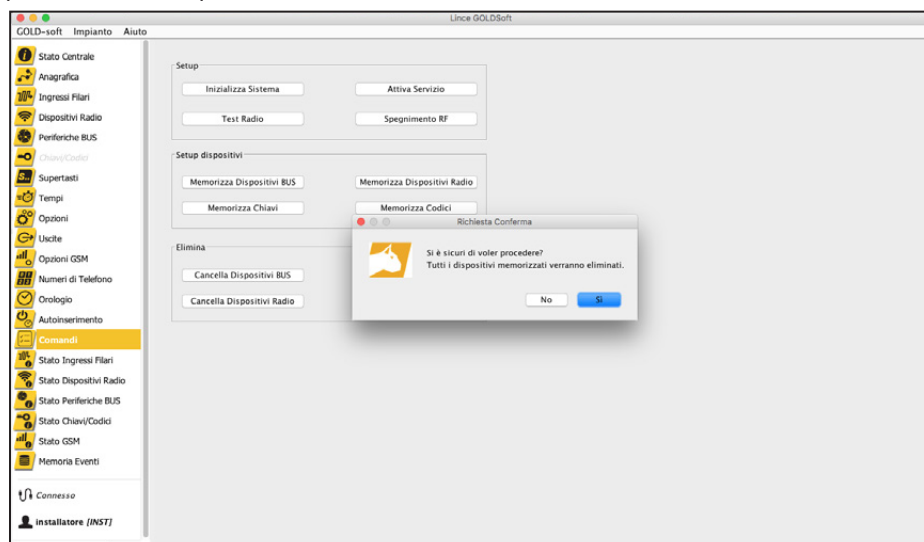 Lince GOLDSoft
GOLD-soft Impianto Aiuto
Stato Centrale
Anagrafica
Ingressi Filari
Dispositivi Radio
Periferiche BUS
Chiavi/Codici
Supertasti
Tempi
Opzioni
Uscite
Opzioni GSM
Numeri di Telefono
Orologio
Autoinserimento
Comandi
Stato Ingressi Filari
Stato Dispositivi Radio
Stato Periferiche BUS
Stato Chiavi/Codici
Stato GSM
Memoria Eventi
Connesso
installatore [INST]
Setup
Inizializza Sistema
Attiva Servizio
Test Radio
Spegnimento RF
Setup dispositivi
Memorizza Dispositivi BUS
Memorizza Dispositivi Radio
Memorizza Chiavi
Memorizza Codici
Elimina
Cancella Dispositivi BUS
Cancella Dispositivi Radio
Richiesta Conferma
Si è sicuri di voler procedere?
Tutti i dispositivi memorizzati verranno eliminati.
No
Sì